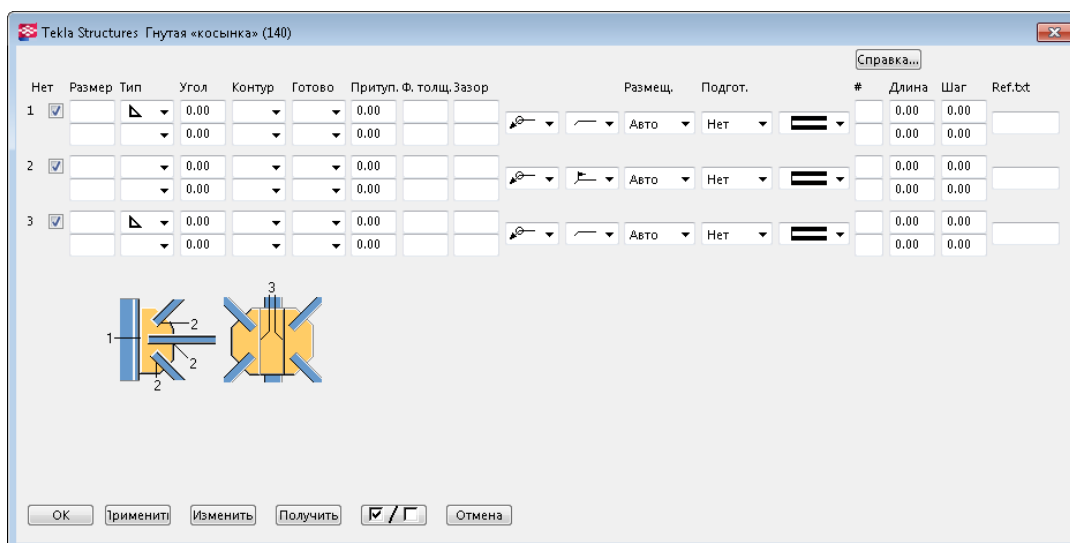 Tekla Structures Гнутая «косынка» (140)
Справка...
Нет Размер Тип Угол Контур Готово Притуп. Ф. толщ. Зазор Размещ. Подгот. # Длина Шаг Ref.txt
1 0.00 0.00 Авто Нет 0.00 0.00
0.00 0.00 0.00 0.00
2 0.00 0.00 Авто Нет 0.00 0.00
0.00 0.00 0.00 0.00
3 0.00 0.00 Авто Нет 0.00 0.00
0.00 0.00 0.00 0.00
3
2
1
2
2
OK Применить Изменить Получить / Отмена